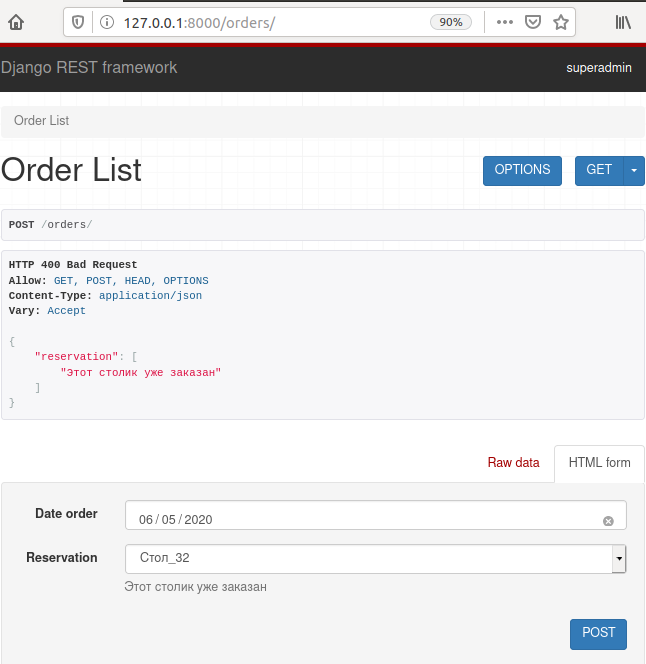 127.0.0.1:8000/orders/ 90%
Django REST framework superadmin
Order List
Order List OPTIONS GET
POST /orders/
HTTP 400 Bad Request
Allow: GET, POST, HEAD, OPTIONS
Content-Type: application/json
Vary: Accept
{
"reservation": [
"Этот столик уже заказан"
]
}
Raw data HTML form
Date order 06 / 05 / 2020
Reservation Стол_32
Этот столик уже заказан
POST